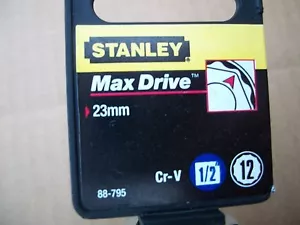 STANLEY
Max Drive™
23mm
Cr-V 1/2" 12
88-795